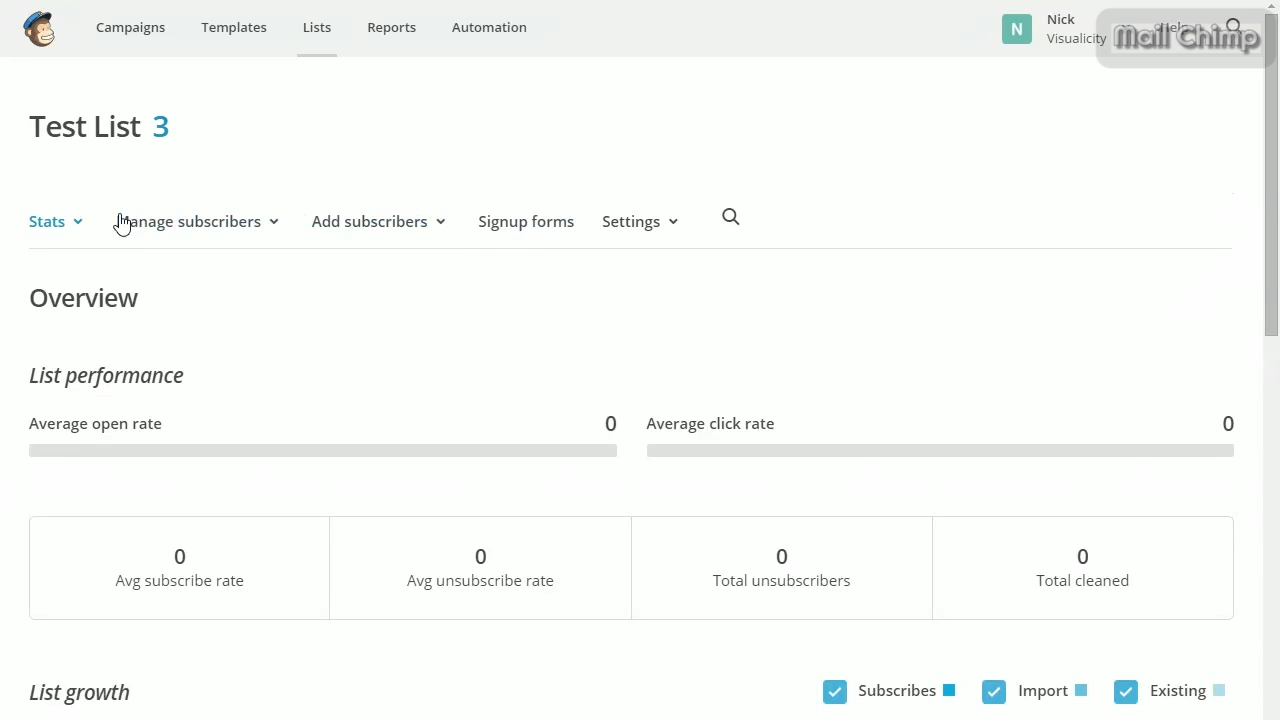 Campaigns Templates Lists Reports Automation
N Nick
Visualicity
Help
Mail Chimp
Test List 3
Stats Manage subscribers Add subscribers Signup forms Settings
Overview
List performance
Average open rate 0 Average click rate 0
0 0 0 0
Avg subscribe rate Avg unsubscribe rate Total unsubscribers Total cleaned
List growth Subscribes Import Existing